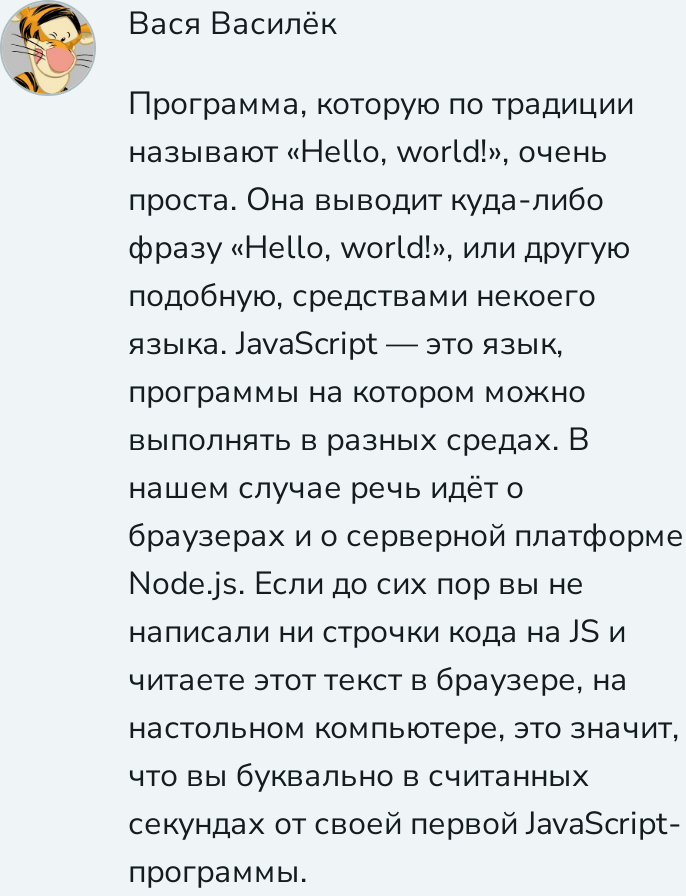 Вася Василёк
Программа, которую по традиции
называют «Hello, world!», очень
проста. Она выводит куда-либо
фразу «Hello, world!», или другую
подобную, средствами некоего
языка. JavaScript — это язык,
программы на котором можно
выполнять в разных средах. В
нашем случае речь идёт о
браузерах и о серверной платформе
Node.js. Если до сих пор вы не
написали ни строчки кода на JS и
читаете этот текст в браузере, на
настольном компьютере, это значит,
что вы буквально в считанных
секундах от своей первой JavaScript-
программы.